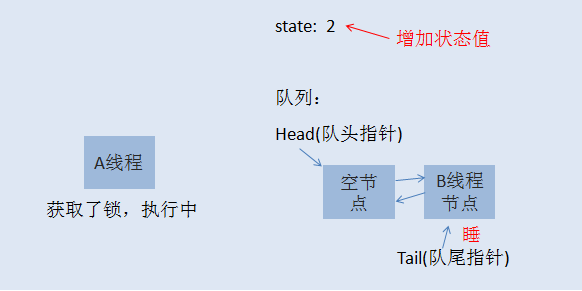 state: 2
增加状态值
队列：
Head(队头指针)
A线程
获取了锁，执行中
空节
点
B线程
节点
睡
Tail(队尾指针)